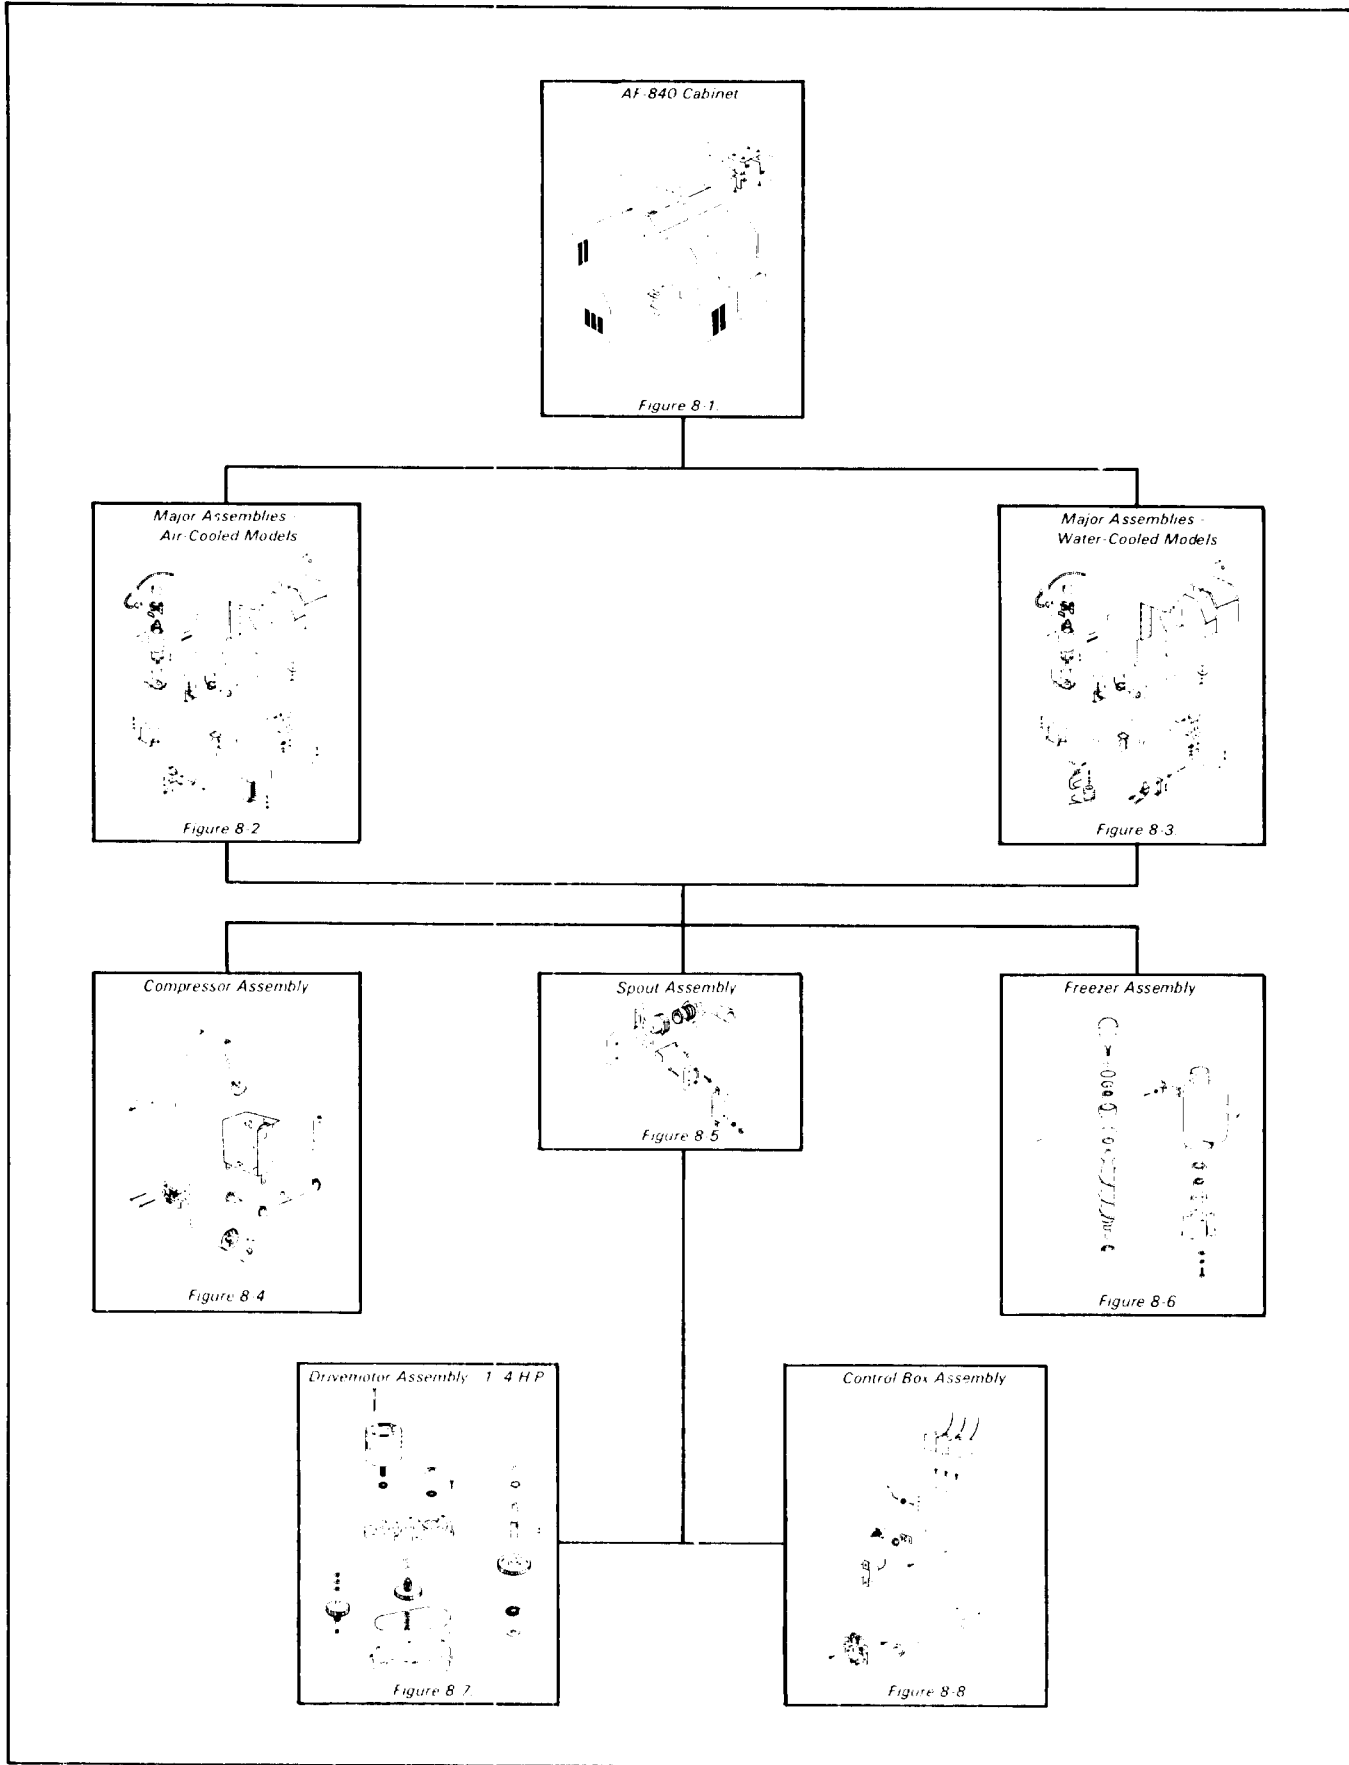 AF-840 Cabinet
Figure 8-1.
Major Assemblies -
Air-Cooled Models
Figure 8-2
Major Assemblies -
Water-Cooled Models
Figure 8-3.
Compressor Assembly
Figure 8-4
Spout Assembly
Figure 8-5
Freezer Assembly
Figure 8-6
Drivemotor Assembly 1 4 H P
Figure 8-7.
Control Box Assembly
Figure 8-8